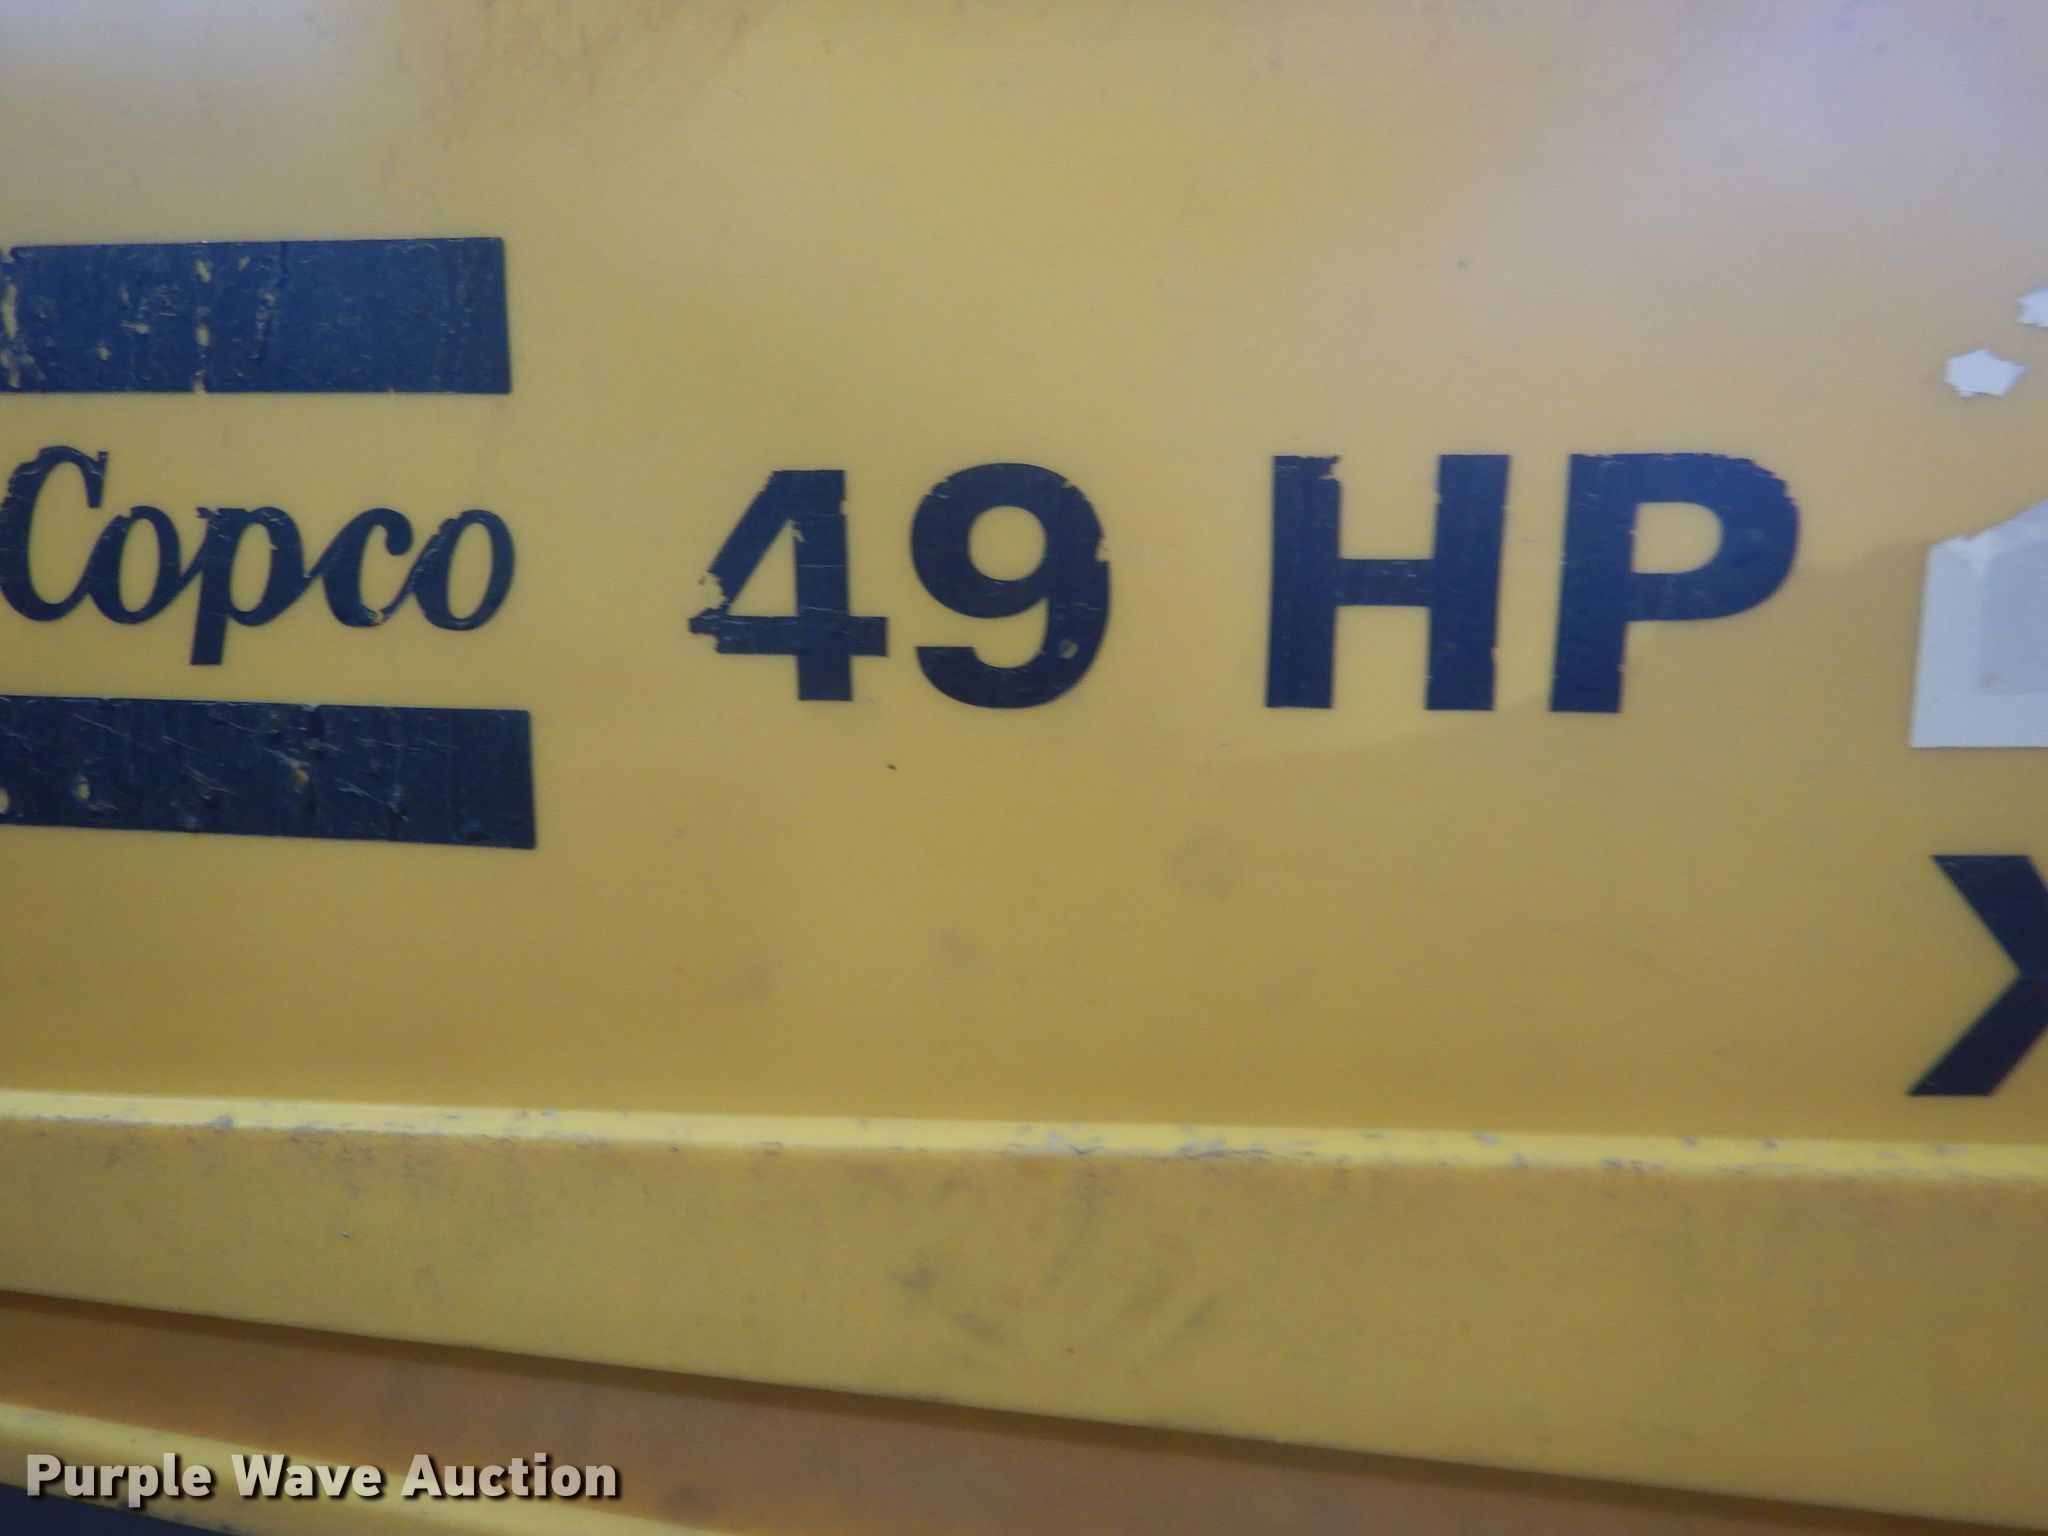 Copco 49 HP
X
Purple Wave Auction